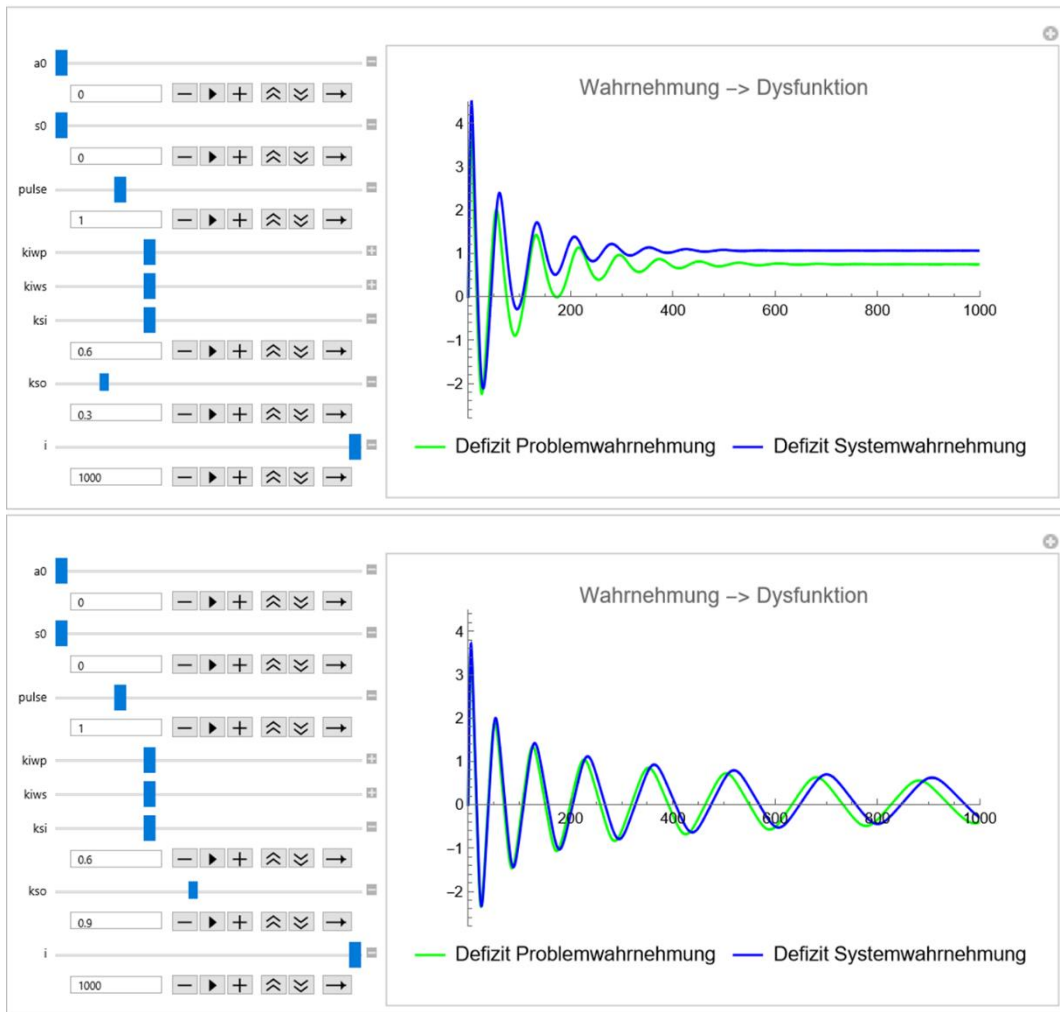 a0
0
s0
0
pulse
1
kiwp
kiws
ksi
0.6
kso
0.3
i
1000
Wahrnehmung –> Dysfunktion
4
3
2
1
0
−1
−2
200 400 600 800 1000
Defizit Problemwahrnehmung Defizit Systemwahrnehmung
a0
0
s0
0
pulse
1
kiwp
kiws
ksi
0.6
kso
0.9
i
1000
Wahrnehmung –> Dysfunktion
4
3
2
1
0
−1
−2
200 400 600 800 1000
Defizit Problemwahrnehmung Defizit Systemwahrnehmung